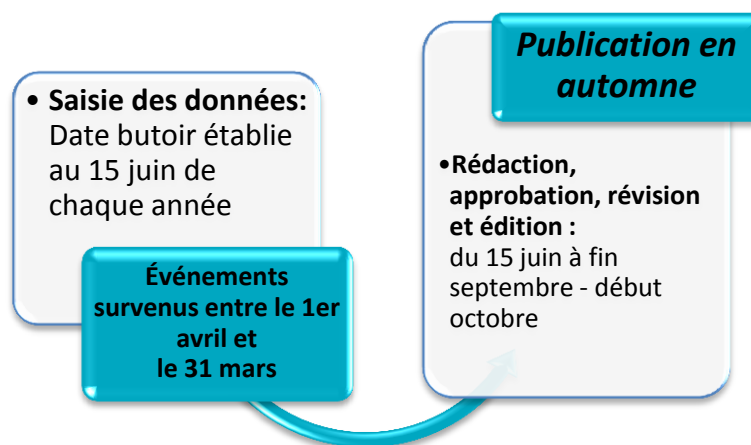 • Saisie des données:
Date butoir établie
au 15 juin de
chaque année
Événements
survenus entre le 1er
avril et
le 31 mars
Publication en
automne
•Rédaction,
approbation, révision
et édition :
du 15 juin à fin
septembre - début
octobre